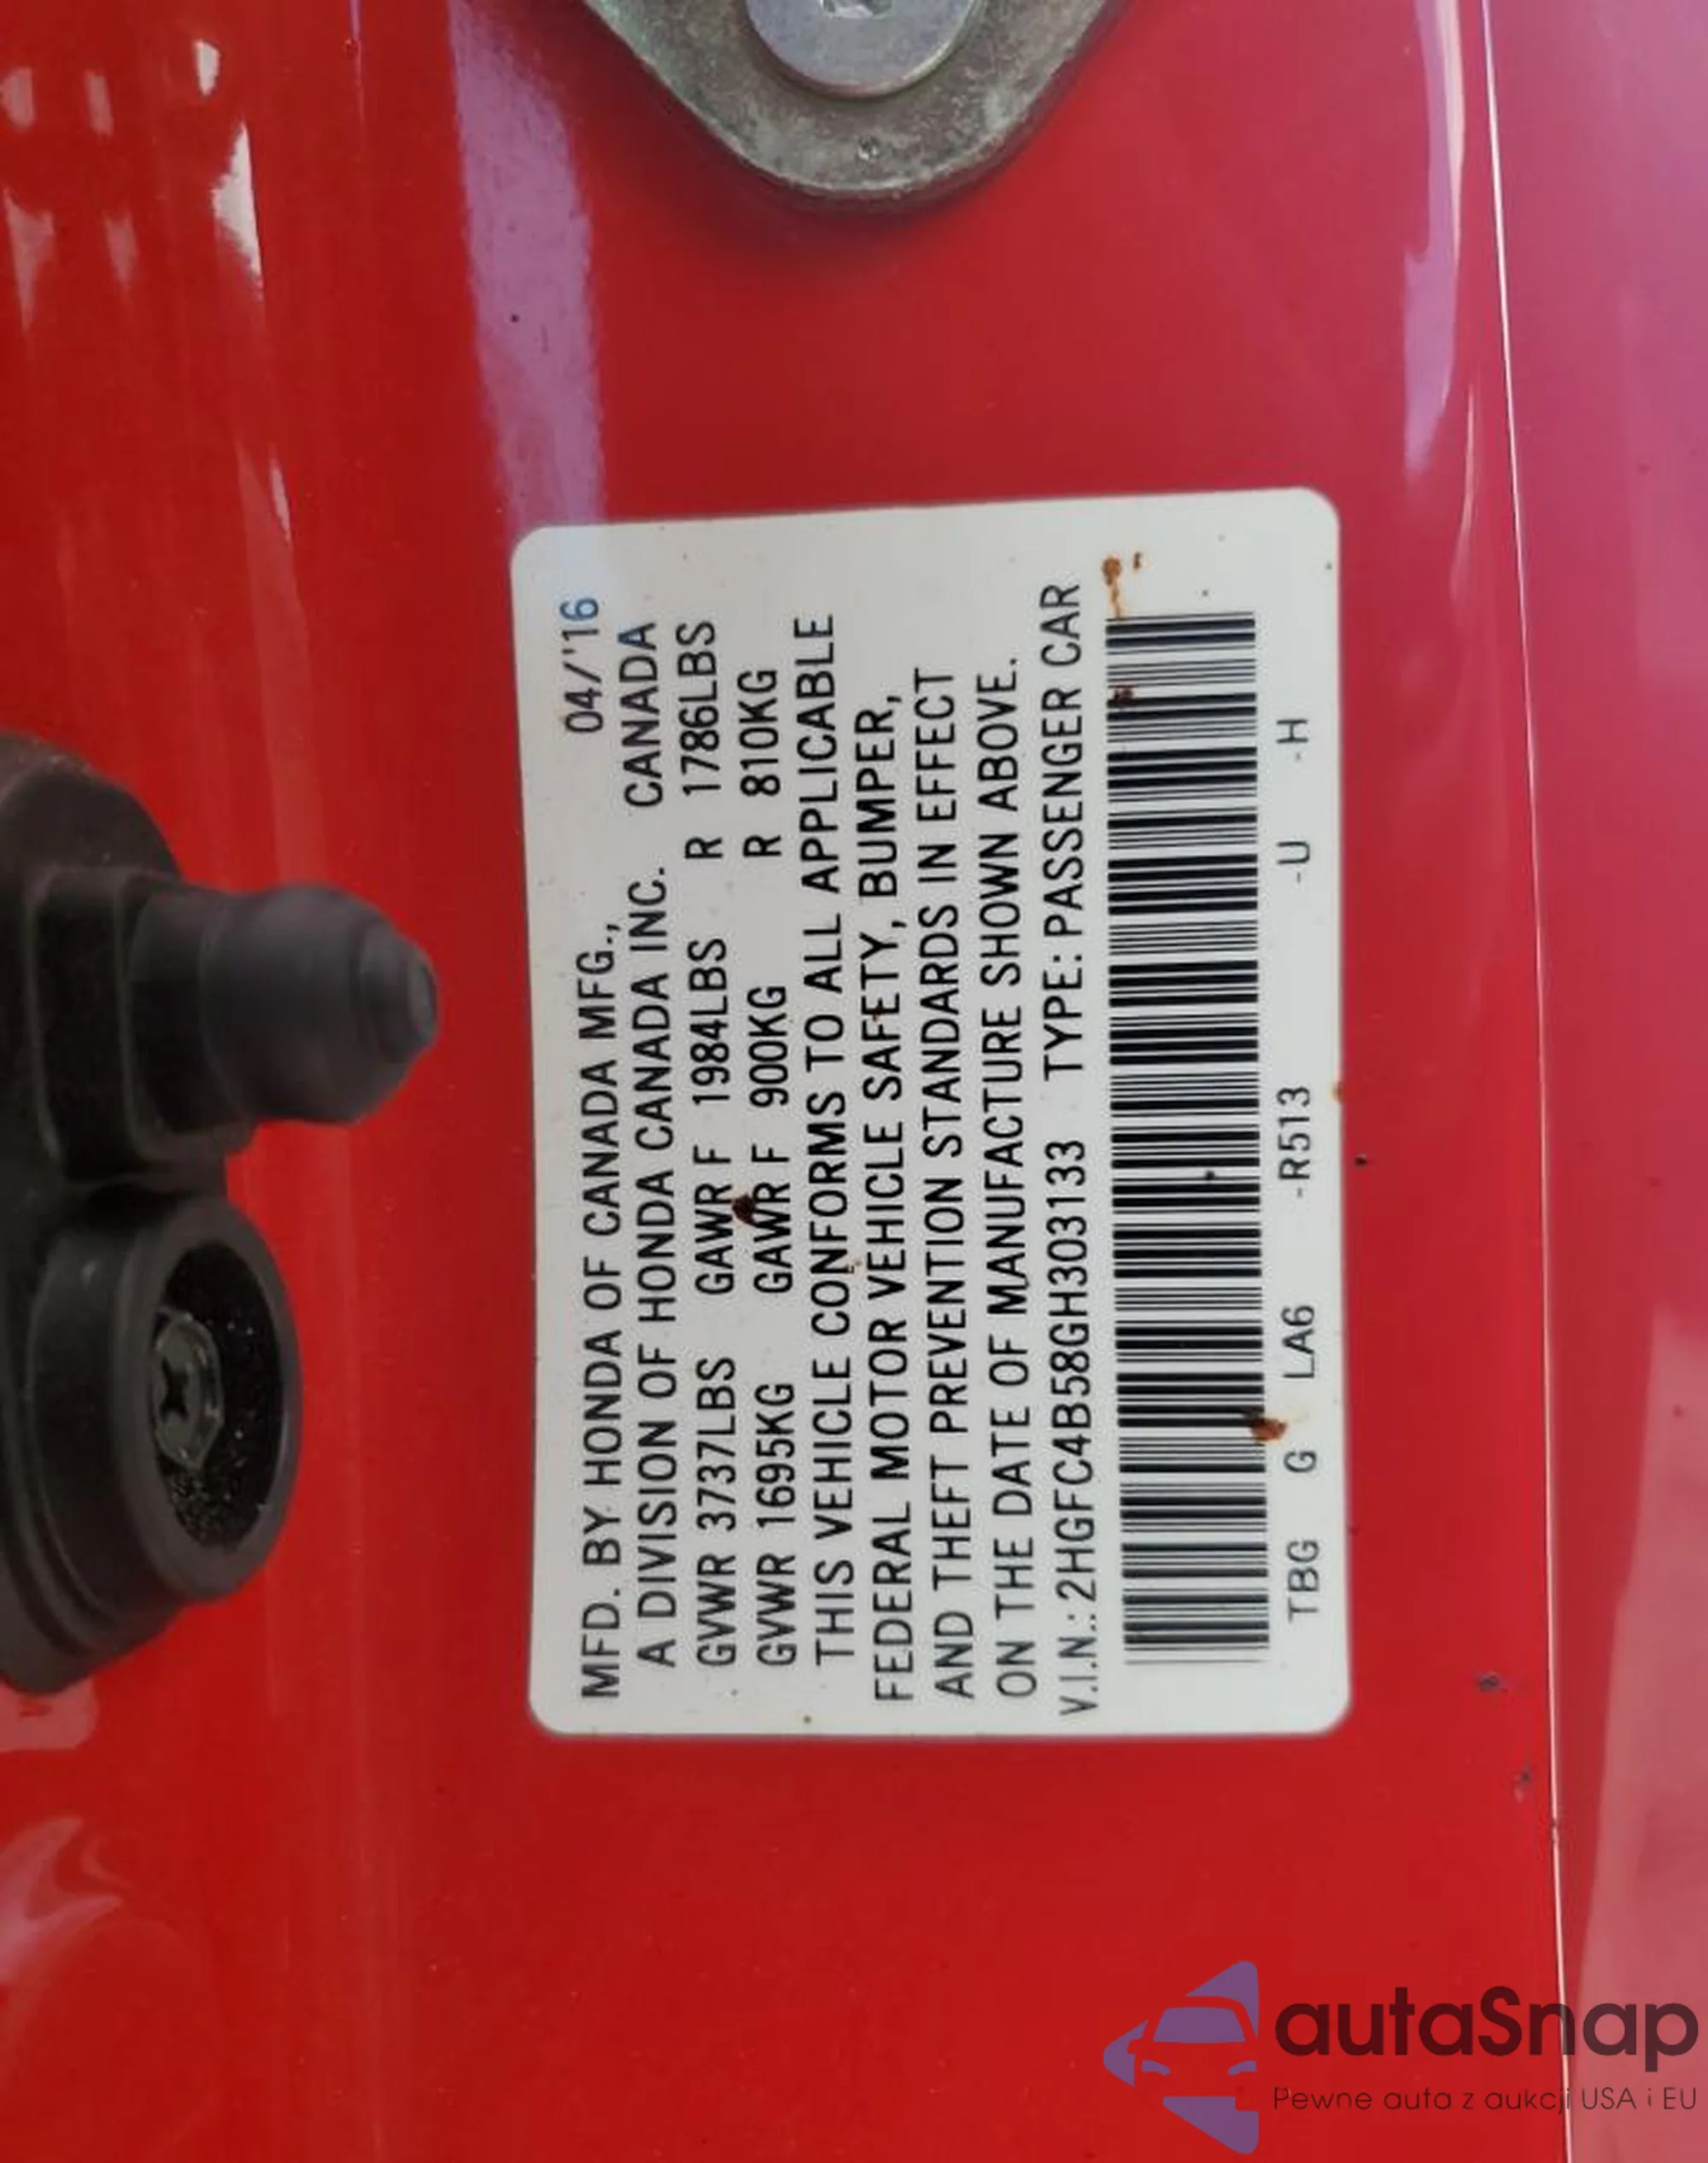 MFD. BY HONDA OF CANADA MFG., 04/'16
A DIVISION OF HONDA CANADA INC. CANADA
GVWR 3737LBS GAWR F 1984LBS R 1786LBS
GVWR 1695KG GAWR F 900KG R 810KG
THIS VEHICLE CONFORMS TO ALL APPLICABLE
FEDERAL MOTOR VEHICLE SAFETY, BUMPER,
AND THEFT PREVENTION STANDARDS IN EFFECT
ON THE DATE OF MANUFACTURE SHOWN ABOVE.
V.I.N.: 2HGFC4B58GH303133 TYPE: PASSENGER CAR
TBG G LA6 -R513 -U -H
autaSnap
Pewne auta z aukcji USA i EU